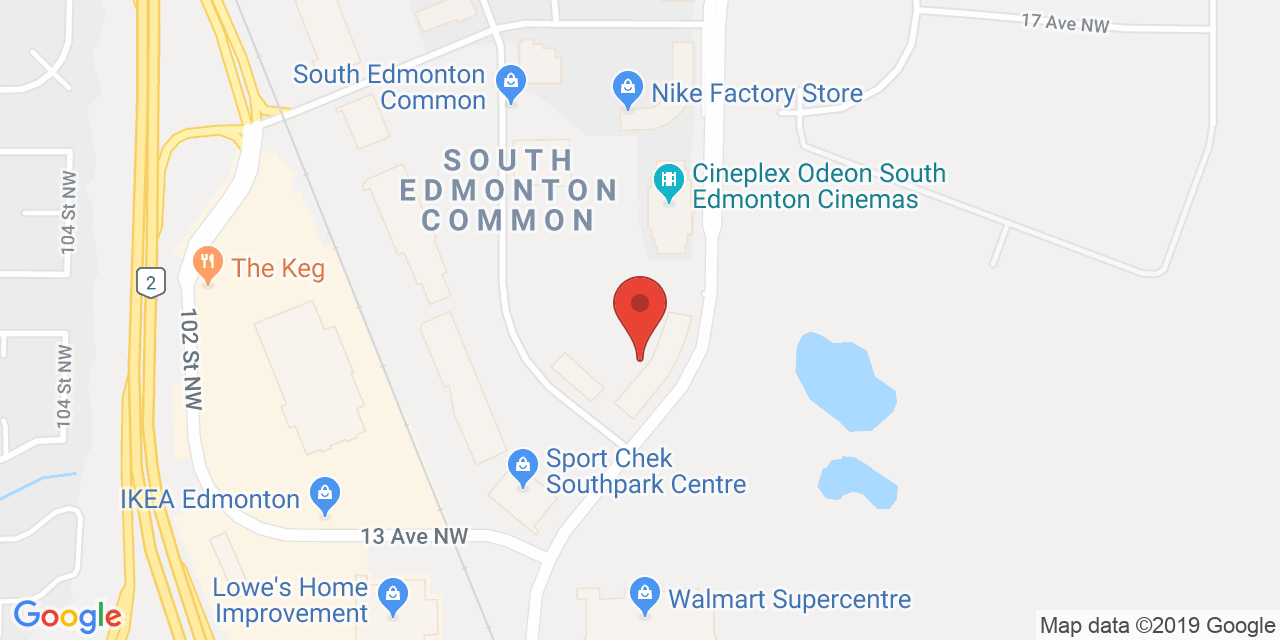 17 Ave NW
South Edmonton
Common
Nike Factory Store
SOUTH
EDMONTON
COMMON
Cineplex Odeon South
Edmonton Cinemas
104 St NW
The Keg
2
102 St NW
104 St NW
Sport Chek
Southpark Centre
IKEA Edmonton
13 Ave NW
Lowe's Home
Improvement
Walmart Supercentre
Google
Map data ©2019 Google